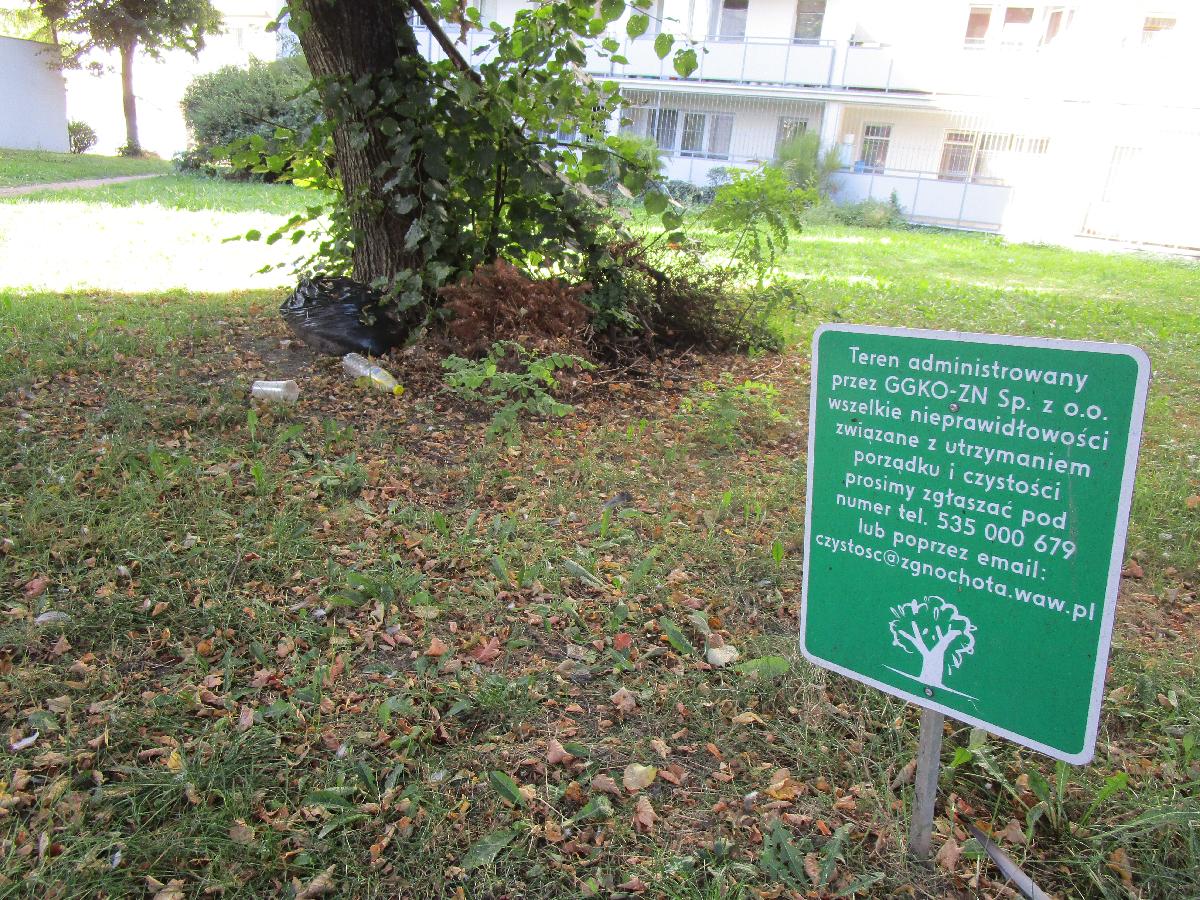 Teren administrowany
przez GGKO-ZN Sp. z o.o.
wszelkie nieprawidłowości
związane z utrzymaniem
porządku i czystości
prosimy zgłaszać pod
numer tel. 535 000 679
lub poprzez email:
czystosc@zgnochota.waw.pl